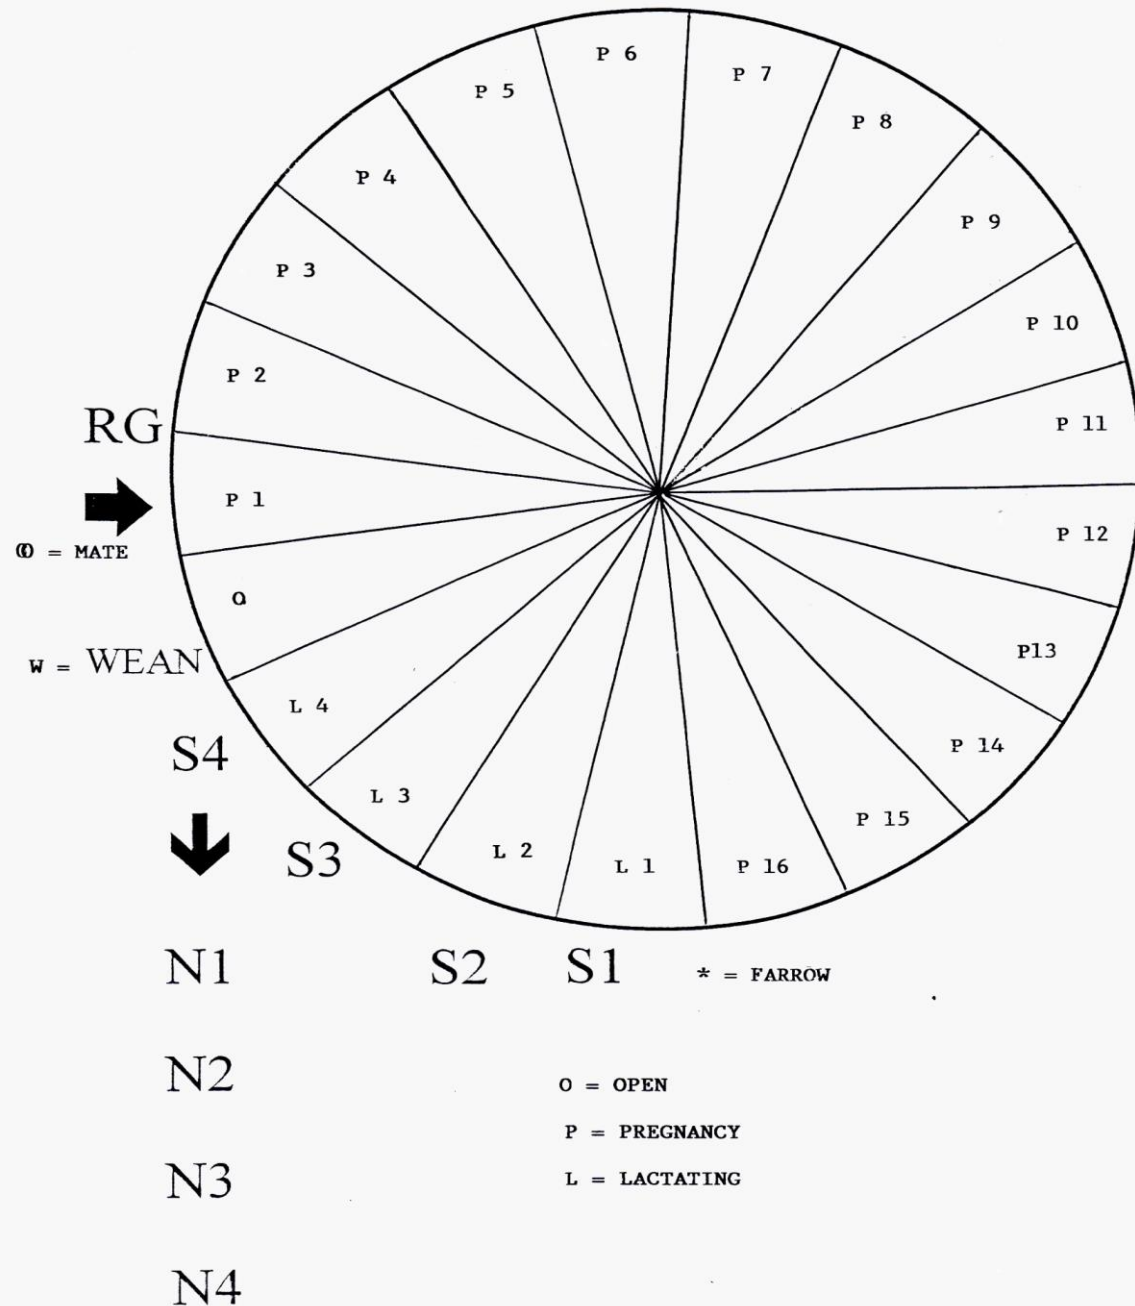 P 6
P 7
P 5
P 8
P 4
P 9
P 3
P 10
P 2
P 11
RG
P 1
P 12
= MATE
O
P13
W = WEAN
L 4
P 14
S4
L 3
P 15
S3
L 2
L 1
P 16
N1
S2
S1
* = FARROW
N2
O = OPEN
P = PREGNANCY
N3
L = LACTATING
N4